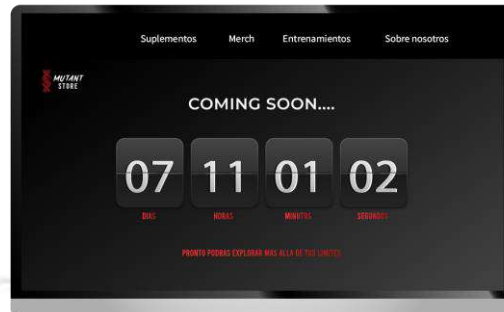 Suplementos Merch Entrenamientos Sobre nosotros
MUTANT
STORE
COMING SOON....
07 11 01 02
DIAS HORAS MINUTOS SEGUNDOS
PRONTO PODRAS EXPLORAR MAS ALLA DE TUS LIMITES